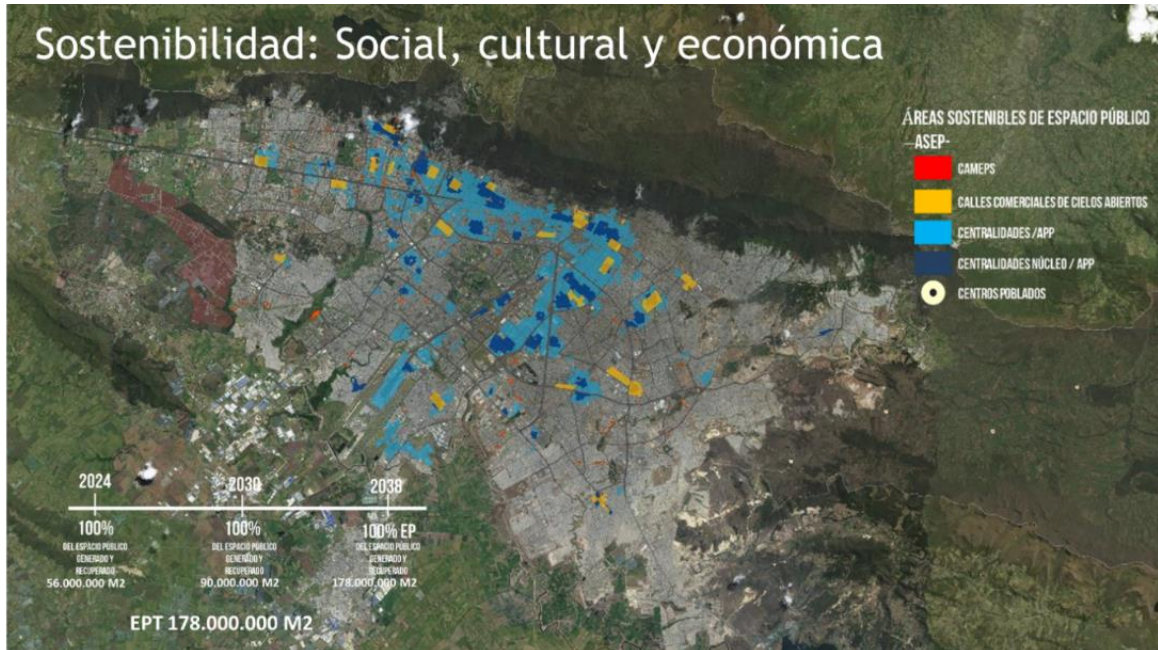 Sostenibilidad: Social, cultural y económica
ÁREAS SOSTENIBLES DE ESPACIO PÚBLICO
-ASEP-
CAMEPS
CALLES COMERCIALES DE CIELOS ABIERTOS
CENTRALIDADES /APP
CENTRALIDADES NÚCLEO / APP
CENTROS POBLADOS
2024
100%
DEL ESPACIO PÚBLICO
GENERADO Y
RECUPERADO
56.000.000 M2
2030
100%
DEL ESPACIO PÚBLICO
GENERADO Y
RECUPERADO
90.000.000 M2
2038
100% EP
DEL ESPACIO PÚBLICO
GENERADO Y
RECUPERADO
178.000.000 M2
EPT 178.000.000 M2